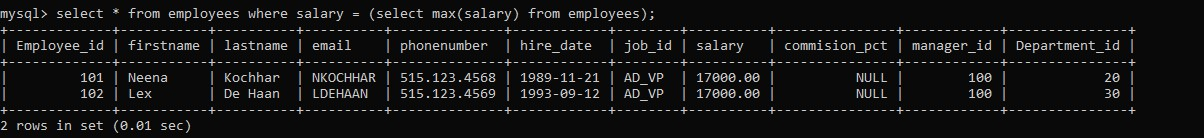 mysql> select * from employees where salary = (select max(salary) from employees);
+-------------+-----------+----------+----------+--------------+------------+--------+----------+---------------+------------+---------------+
| Employee_id | firstname | lastname | email    | phonenumber  | hire_date  | job_id | salary   | commision_pct | manager_id | Department_id |
+-------------+-----------+----------+----------+--------------+------------+--------+----------+---------------+------------+---------------+
|         101 | Neena     | Kochhar  | NKOCHHAR | 515.123.4568 | 1989-11-21 | AD_VP  | 17000.00 |          NULL |        100 |            20 |
|         102 | Lex       | De Haan  | LDEHAAN  | 515.123.4569 | 1993-09-12 | AD_VP  | 17000.00 |          NULL |        100 |            30 |
+-------------+-----------+----------+----------+--------------+------------+--------+----------+---------------+------------+---------------+
2 rows in set (0.01 sec)